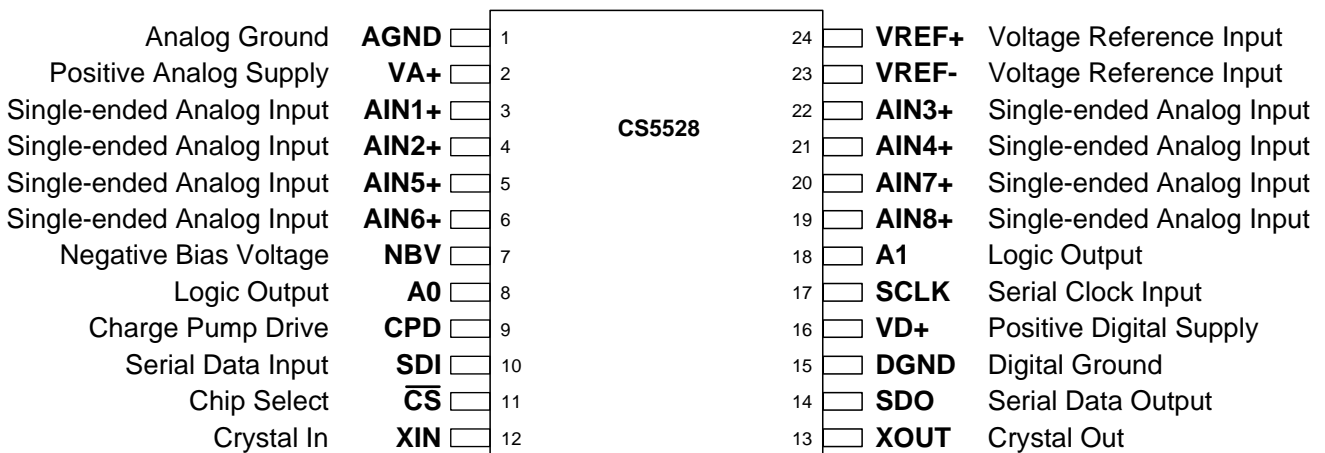 CS5528
Analog Ground AGND 1 24 VREF+ Voltage Reference Input
Positive Analog Supply VA+ 2 23 VREF- Voltage Reference Input
Single-ended Analog Input AIN1+ 3 22 AIN3+ Single-ended Analog Input
Single-ended Analog Input AIN2+ 4 21 AIN4+ Single-ended Analog Input
Single-ended Analog Input AIN5+ 5 20 AIN7+ Single-ended Analog Input
Single-ended Analog Input AIN6+ 6 19 AIN8+ Single-ended Analog Input
Negative Bias Voltage NBV 7 18 A1 Logic Output
Logic Output A0 8 17 SCLK Serial Clock Input
Charge Pump Drive CPD 9 16 VD+ Positive Digital Supply
Serial Data Input SDI 10 15 DGND Digital Ground
Chip Select C̅S̅ 11 14 SDO Serial Data Output
Crystal In XIN 12 13 XOUT Crystal Out